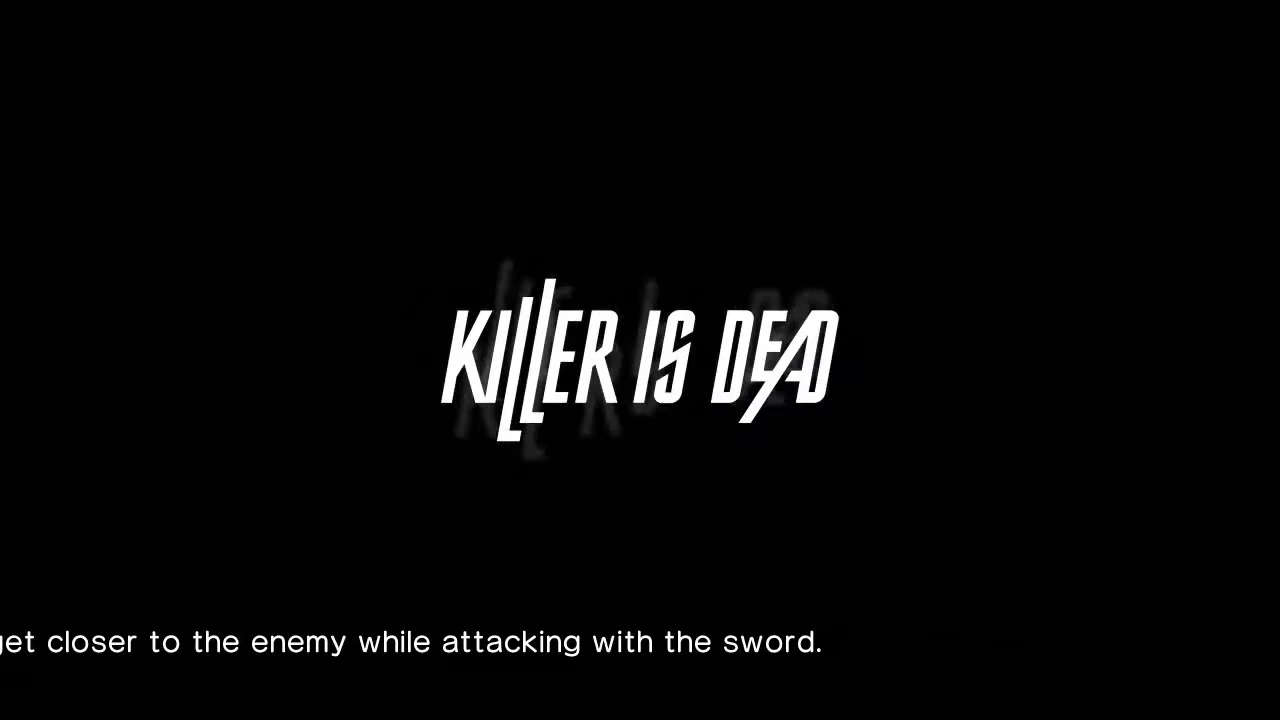 KILLER IS DEAD
get closer to the enemy while attacking with the sword.